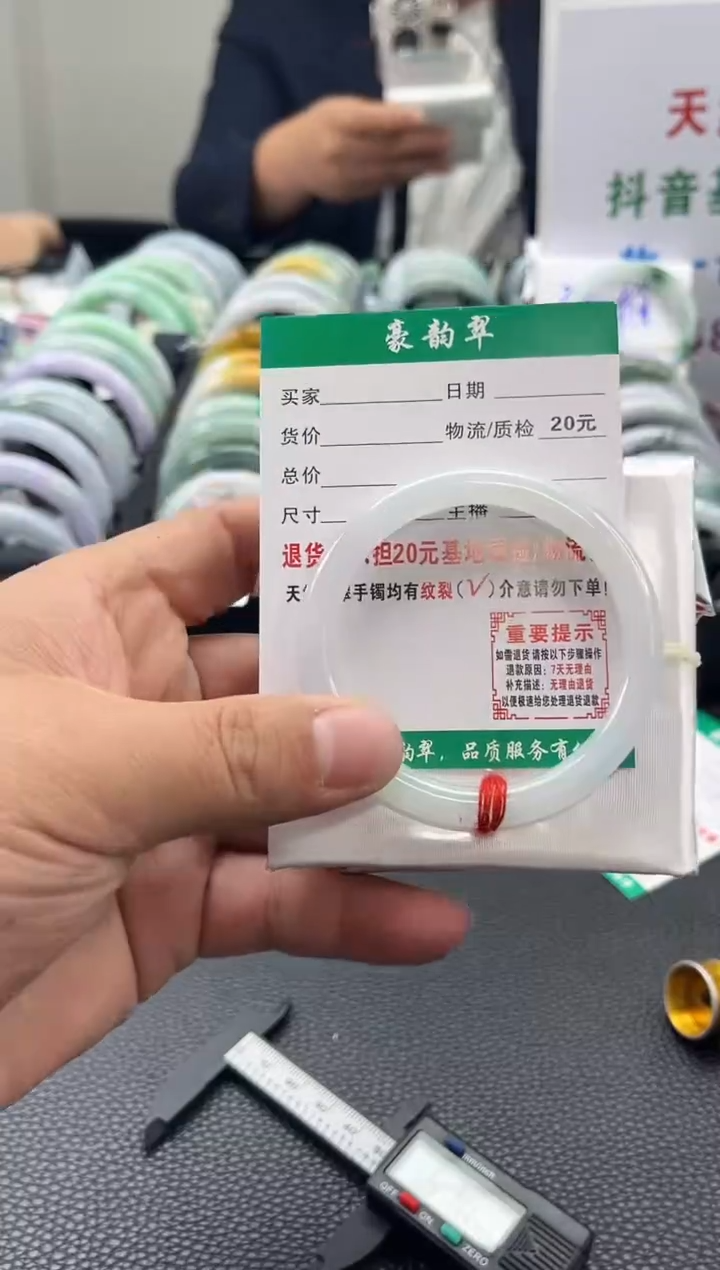 天
抖音基
豪韵翠
买家 日期
货价 物流/质检 20元
总价
尺寸 主播
退货 担20元基地 物流
天 手镯均有纹裂(√)介意请勿下单!
重要提示
如需退货 请按以下步骤操作
退款原因:7天无理由
补充描述:无理由退货
以便极速给您处理退货退款
韵翠,品质服务有
mm/inch
OFF
ON
ZERO